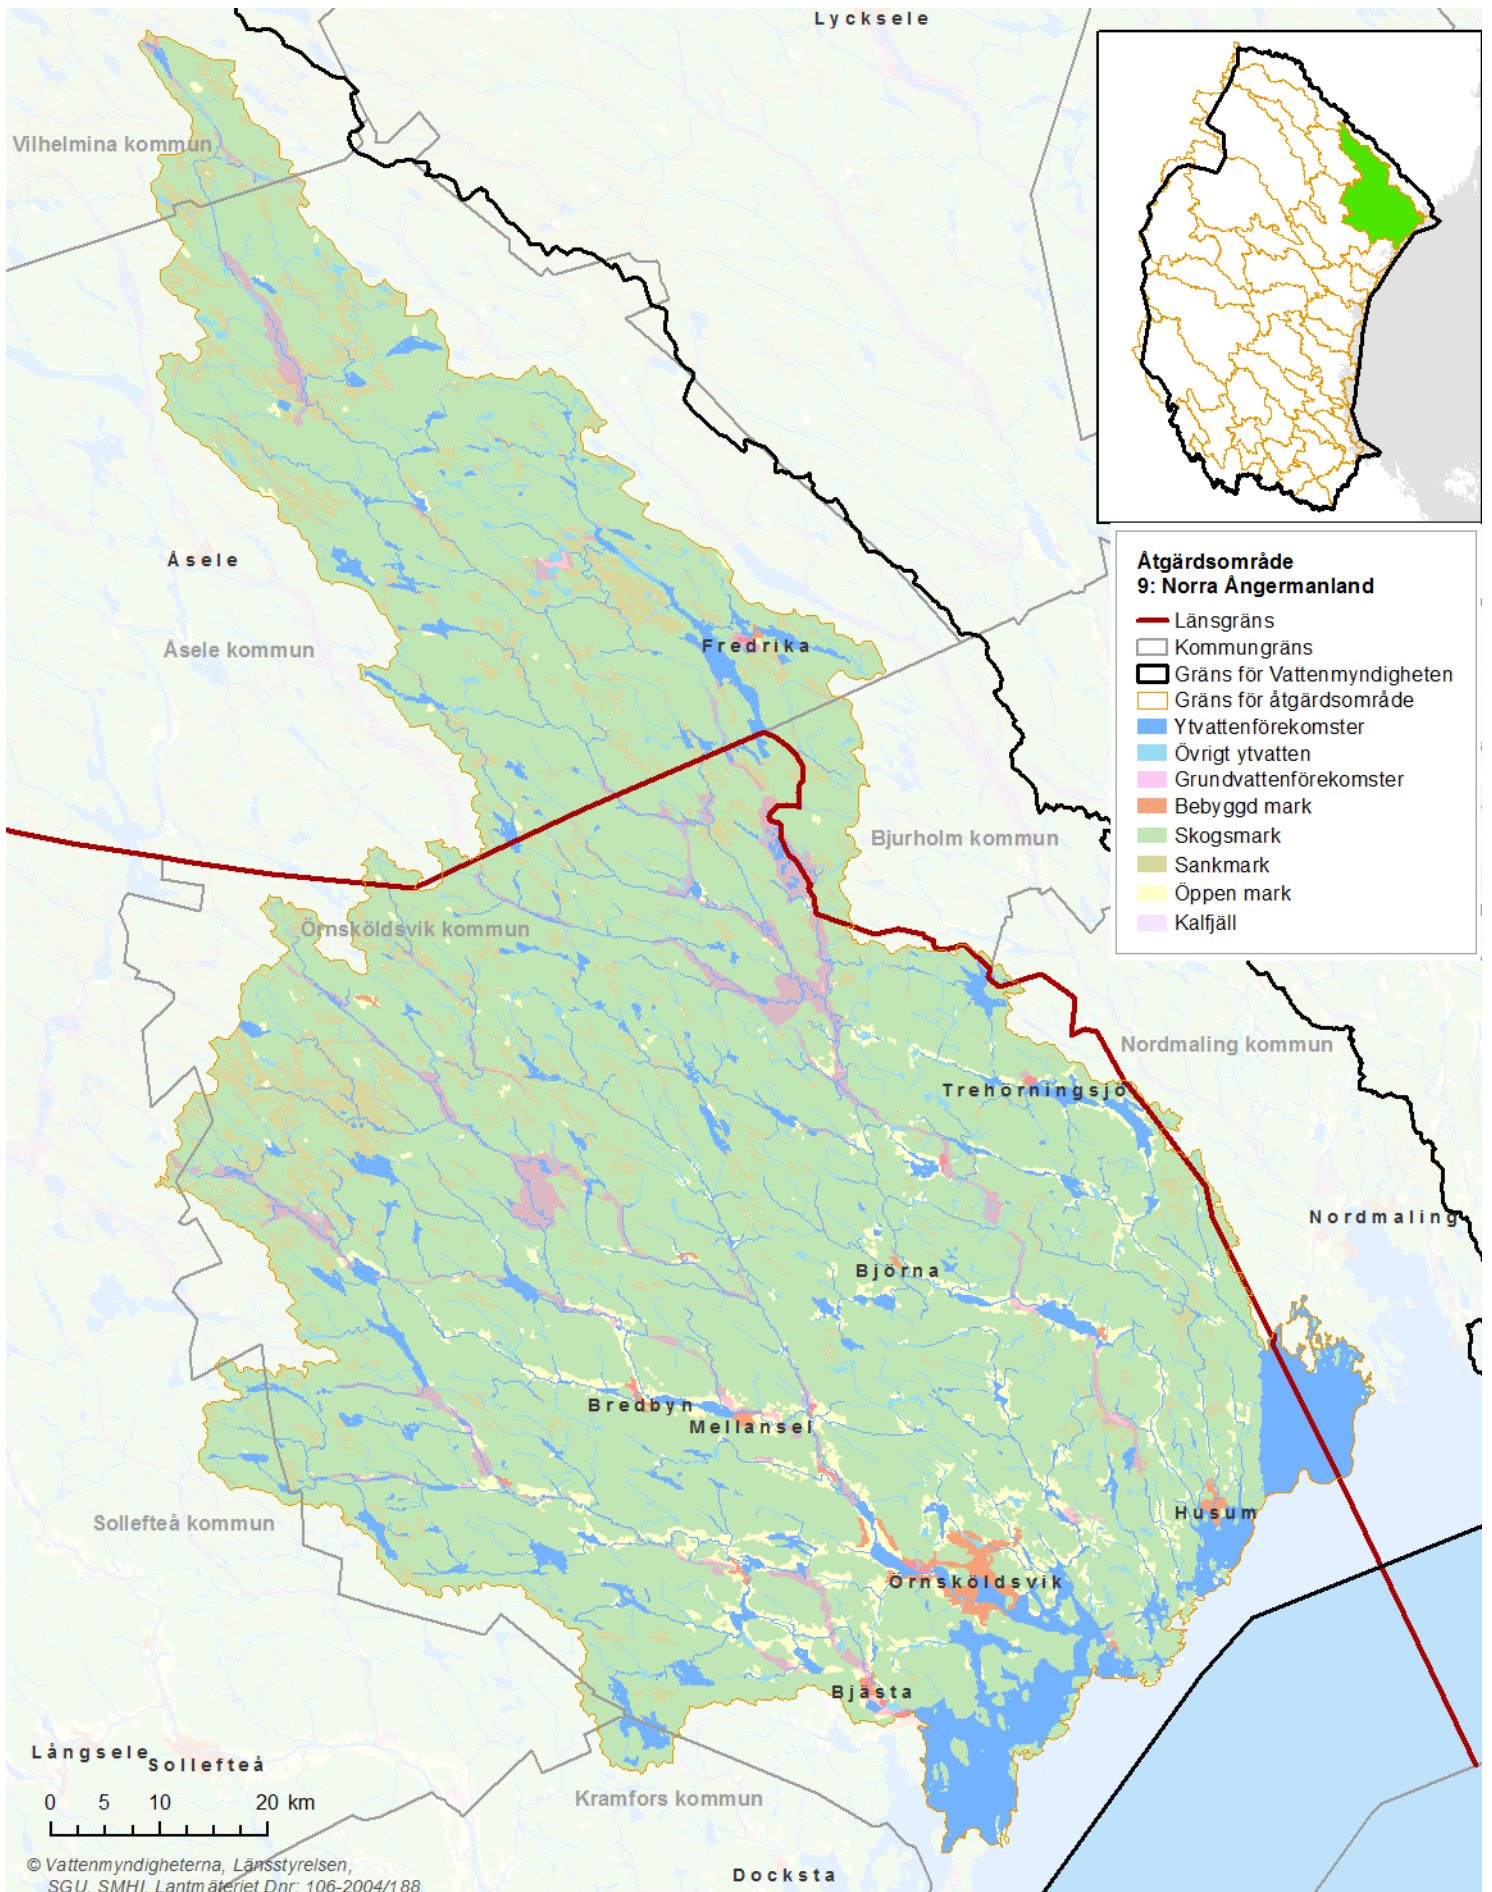 Lycksele
Vilhelmina kommun
Åsele
Åsele kommun
Fredrika
Åtgärdsområde
9: Norra Ångermanland
Länsgräns
Kommungräns
Gräns för Vattenmyndigheten
Gräns för åtgärdsområde
Ytvattenförekomster
Övrigt ytvatten
Grundvattenförekomster
Bebyggd mark
Skogsmark
Sankmark
Öppen mark
Kalfjäll
Bjurholm kommun
Örnsköldsvik kommun
Nordmaling kommun
Trehörningsjö
Nordmaling
Björna
Bredbyn
Mellansel
Husum
Sollefteå kommun
Örnsköldsvik
Bjästa
Långsele
Sollefteå
Kramfors kommun
0 5 10 20 km
Docksta
© Vattenmyndigheterna, Länsstyrelsen,
SGU, SMHI, Lantmäteriet Dnr: 106-2004/188